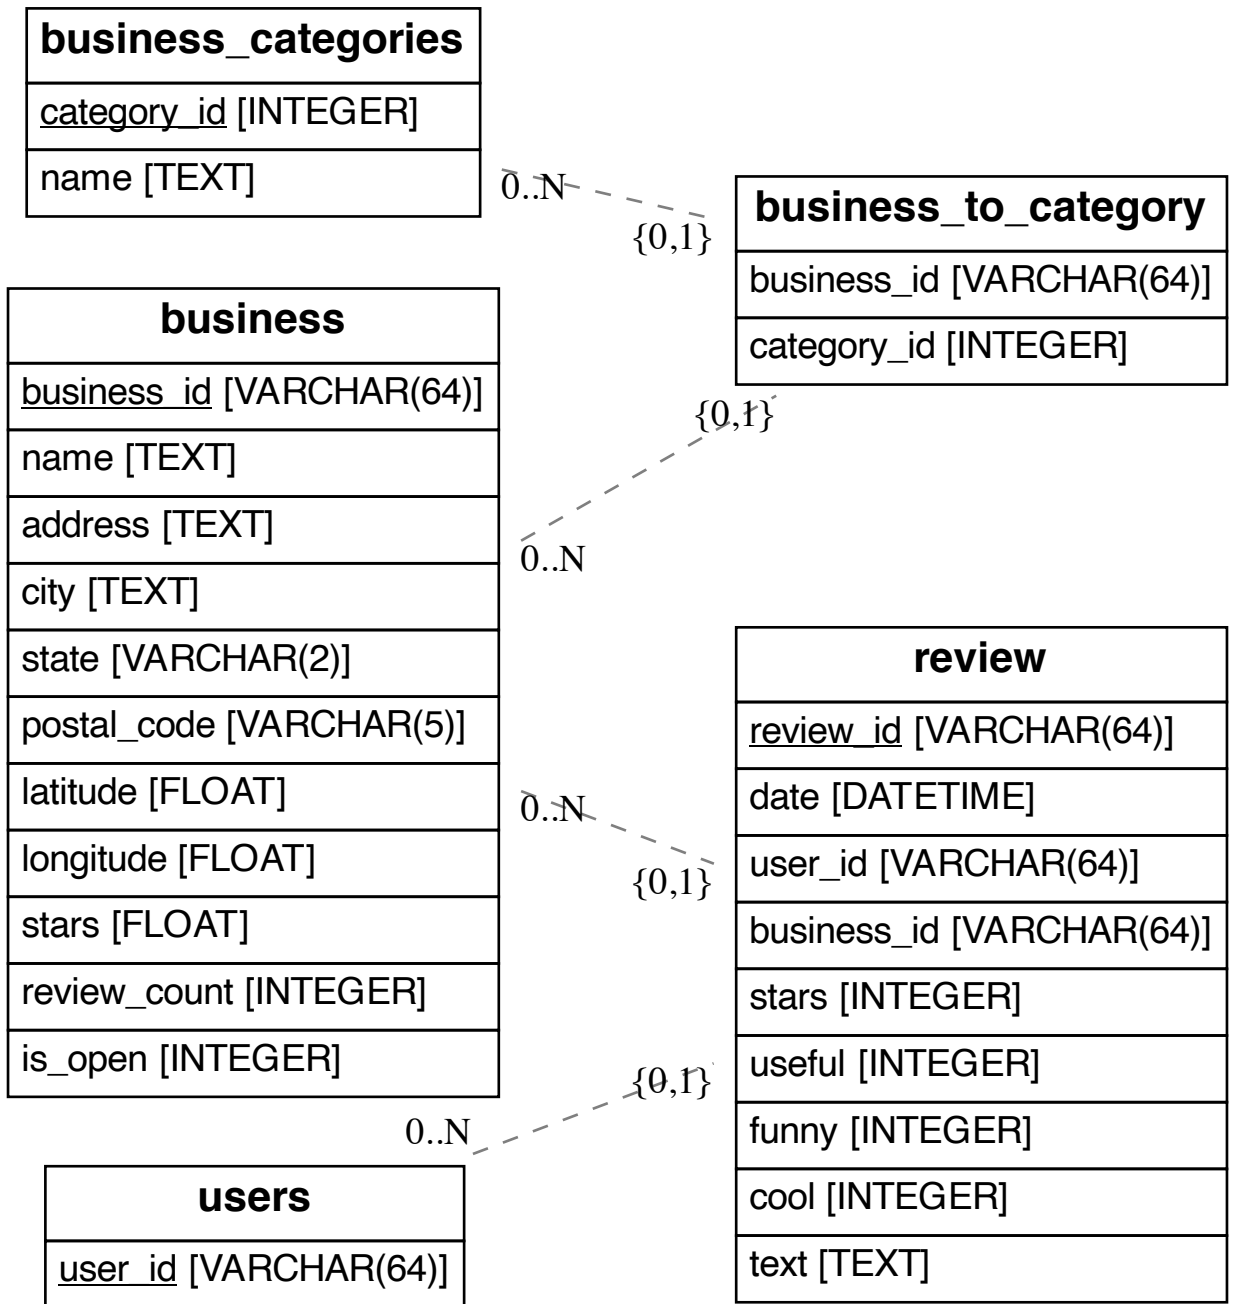 business_categories
category_id [INTEGER]
name [TEXT]
0..N
{0,1}
business_to_category
business_id [VARCHAR(64)]
category_id [INTEGER]
{0,1}
0..N
business
business_id [VARCHAR(64)]
name [TEXT]
address [TEXT]
city [TEXT]
state [VARCHAR(2)]
postal_code [VARCHAR(5)]
latitude [FLOAT]
longitude [FLOAT]
stars [FLOAT]
review_count [INTEGER]
is_open [INTEGER]
0..N
{0,1}
review
review_id [VARCHAR(64)]
date [DATETIME]
user_id [VARCHAR(64)]
business_id [VARCHAR(64)]
stars [INTEGER]
useful [INTEGER]
funny [INTEGER]
cool [INTEGER]
text [TEXT]
{0,1}
0..N
users
user_id [VARCHAR(64)]